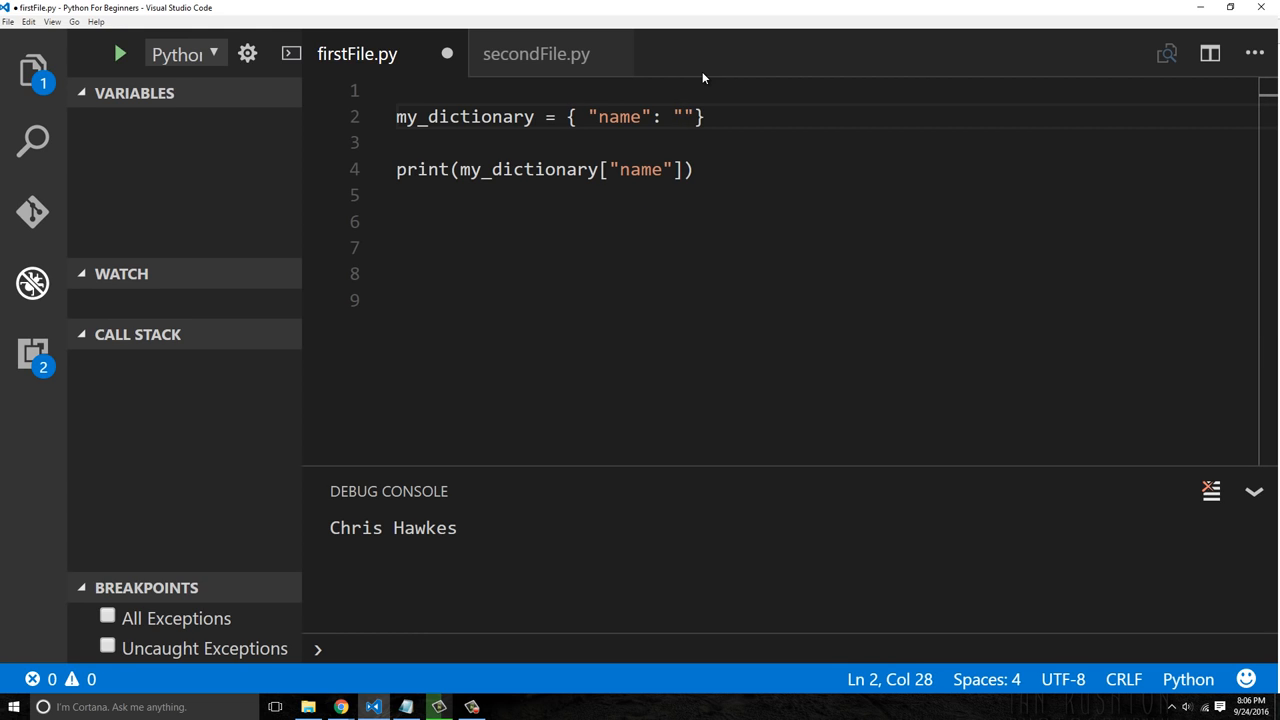 ● firstFile.py - Python For Beginners - Visual Studio Code
File Edit View Go Help
Python
firstFile.py
secondFile.py
1
VARIABLES
WATCH
CALL STACK
2
BREAKPOINTS
All Exceptions
Uncaught Exceptions
1
2 my_dictionary = { "name": ""}
3
4 print(my_dictionary["name"])
5
6
7
8
9
DEBUG CONSOLE
Chris Hawkes
0 0
Ln 2, Col 28
Spaces: 4
UTF-8
CRLF
Python
I'm Cortana. Ask me anything.
8:06 PM
9/24/2016